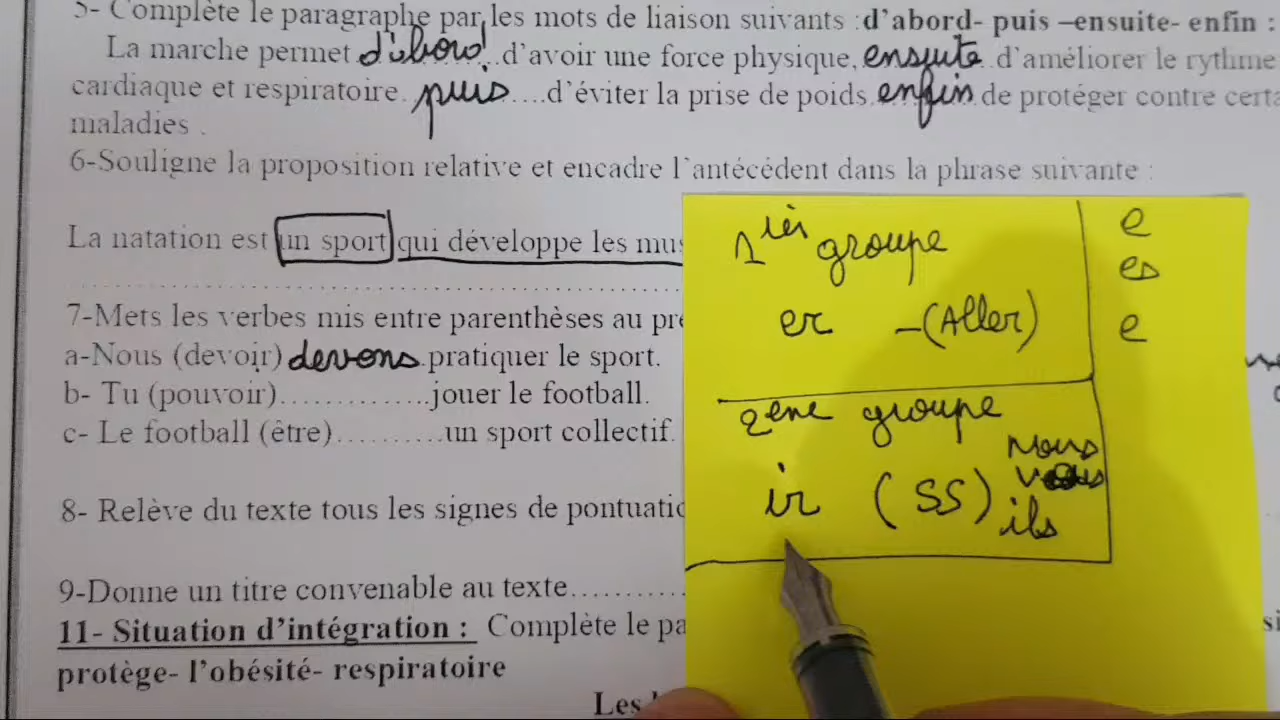 5- Complète le paragraphe par les mots de liaison suivants : d'abord- puis –ensuite- enfin :
La marche permet d'abord..d'avoir une force physique, ensuite..d'améliorer le rythme
cardiaque et respiratoire. puis....d'éviter la prise de poids, enfin.de protéger contre certa
maladies .
6-Souligne la proposition relative et encadre l'antécédent dans la phrase suivante :
La natation est un sport qui développe les mus
7-Mets les verbes mis entre parenthèses au pré
a-Nous (devoir) devons.pratiquer le sport.
b- Tu (pouvoir)..............jouer le football.
c- Le football (être)..........un sport collectif.
8- Relève du texte tous les signes de pontuatio
9-Donne un titre convenable au texte..........
11- Situation d'intégration : Complète le pa
protège- l'obésité- respiratoire
Les
1ier groupe
er -(Aller)
e
es
e
2ène groupe
ir (SS) nous
vous
ils